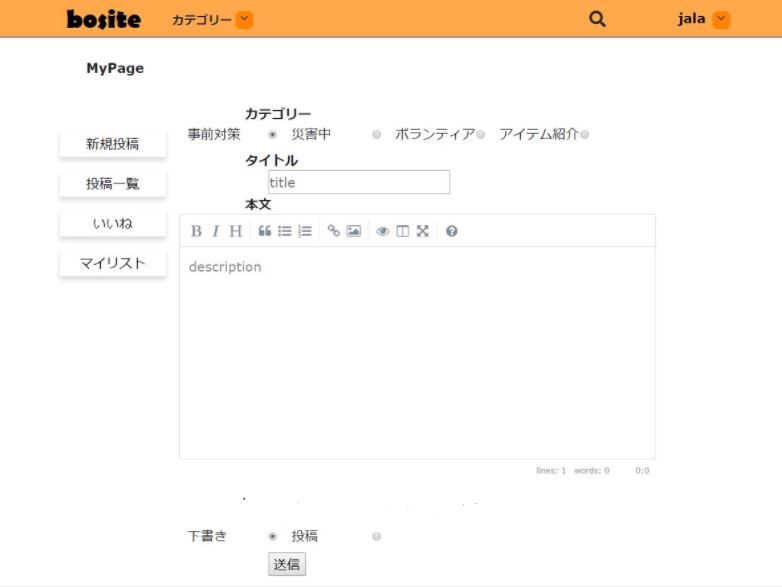 bosite カテゴリー jala
MyPage
カテゴリー
事前対策 災害中 ボランティア アイテム紹介
タイトル
title
本文
B I H
description
lines: 1 words: 0 0:0
新規投稿
投稿一覧
いいね
マイリスト
下書き 投稿
送信